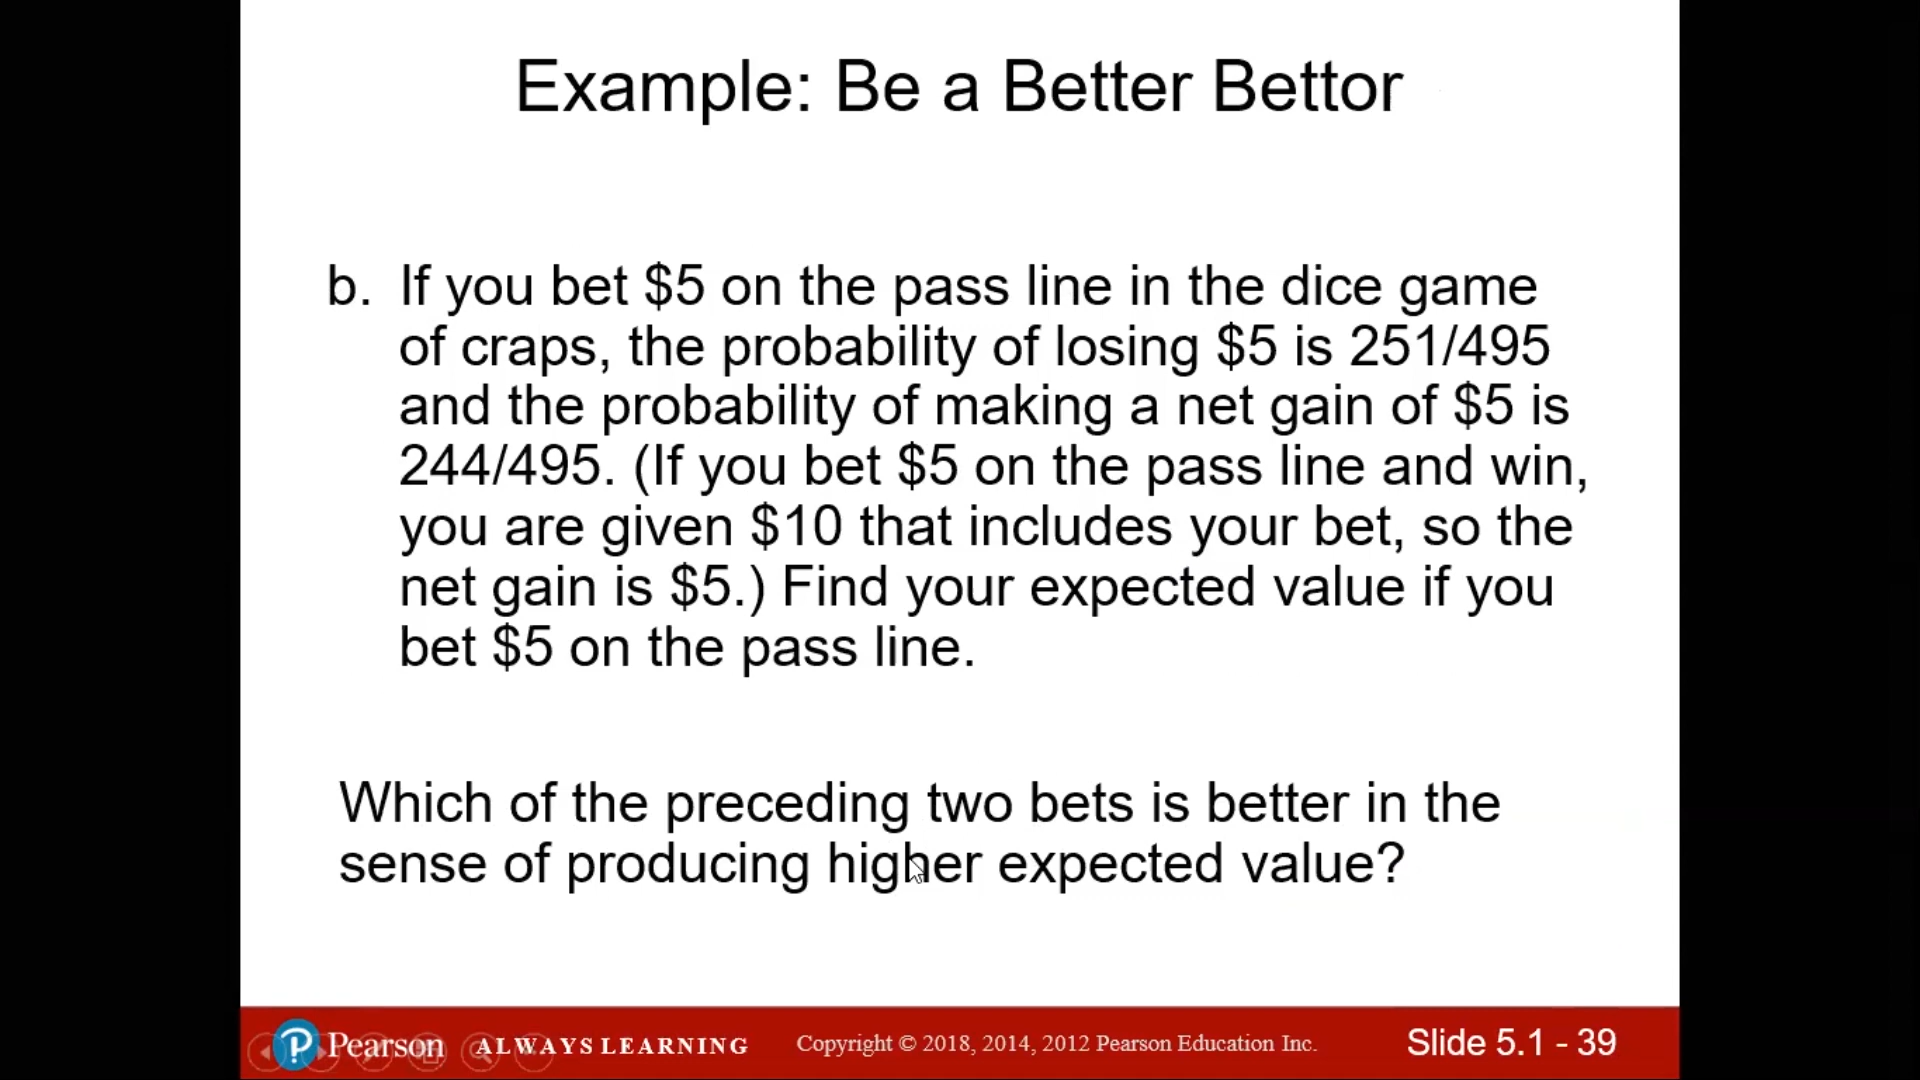 Example: Be a Better Bettor
b. If you bet $5 on the pass line in the dice game
of craps, the probability of losing $5 is 251/495
and the probability of making a net gain of $5 is
244/495. (If you bet $5 on the pass line and win,
you are given $10 that includes your bet, so the
net gain is $5.) Find your expected value if you
bet $5 on the pass line.
Which of the preceding two bets is better in the
sense of producing higher expected value?
P Pearson ALWAYS LEARNING Copyright © 2018, 2014, 2012 Pearson Education Inc. Slide 5.1 - 39